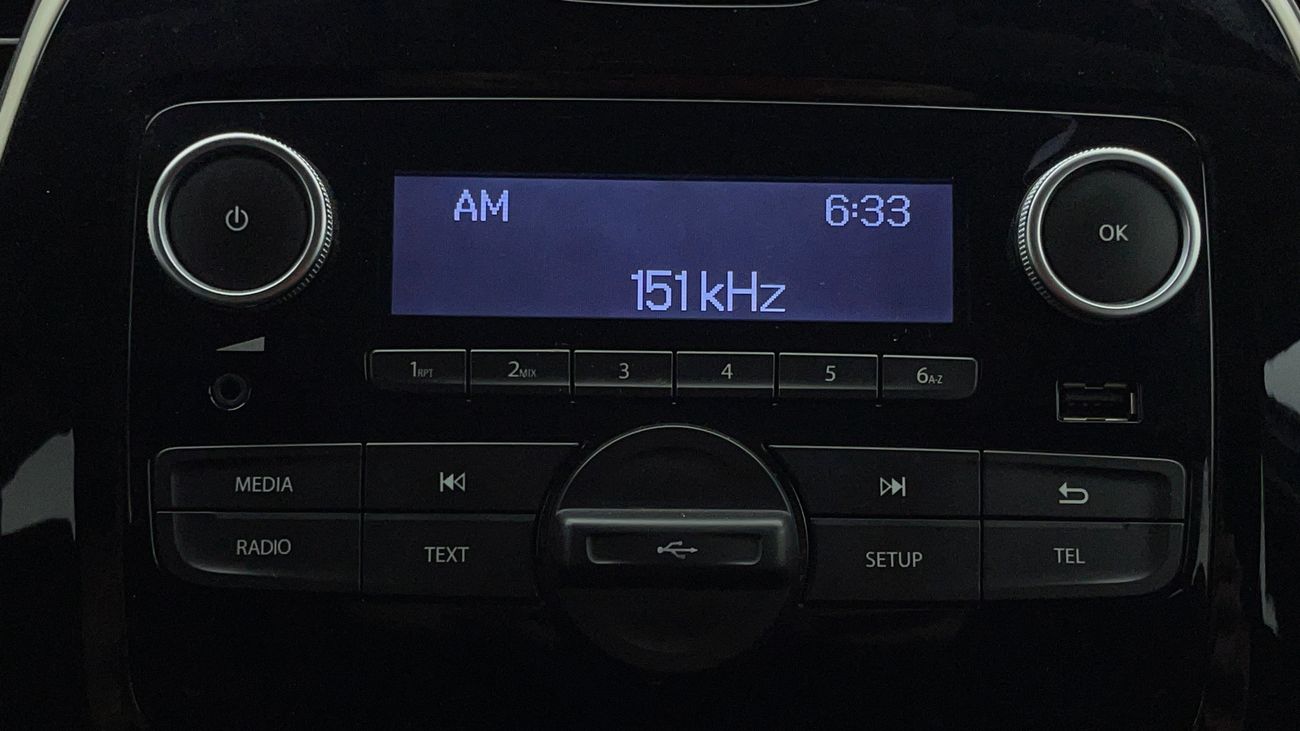 AM 6:33
151 kHz
OK
1RPT 2MIX 3 4 5 6A-Z
MEDIA
RADIO TEXT SETUP TEL